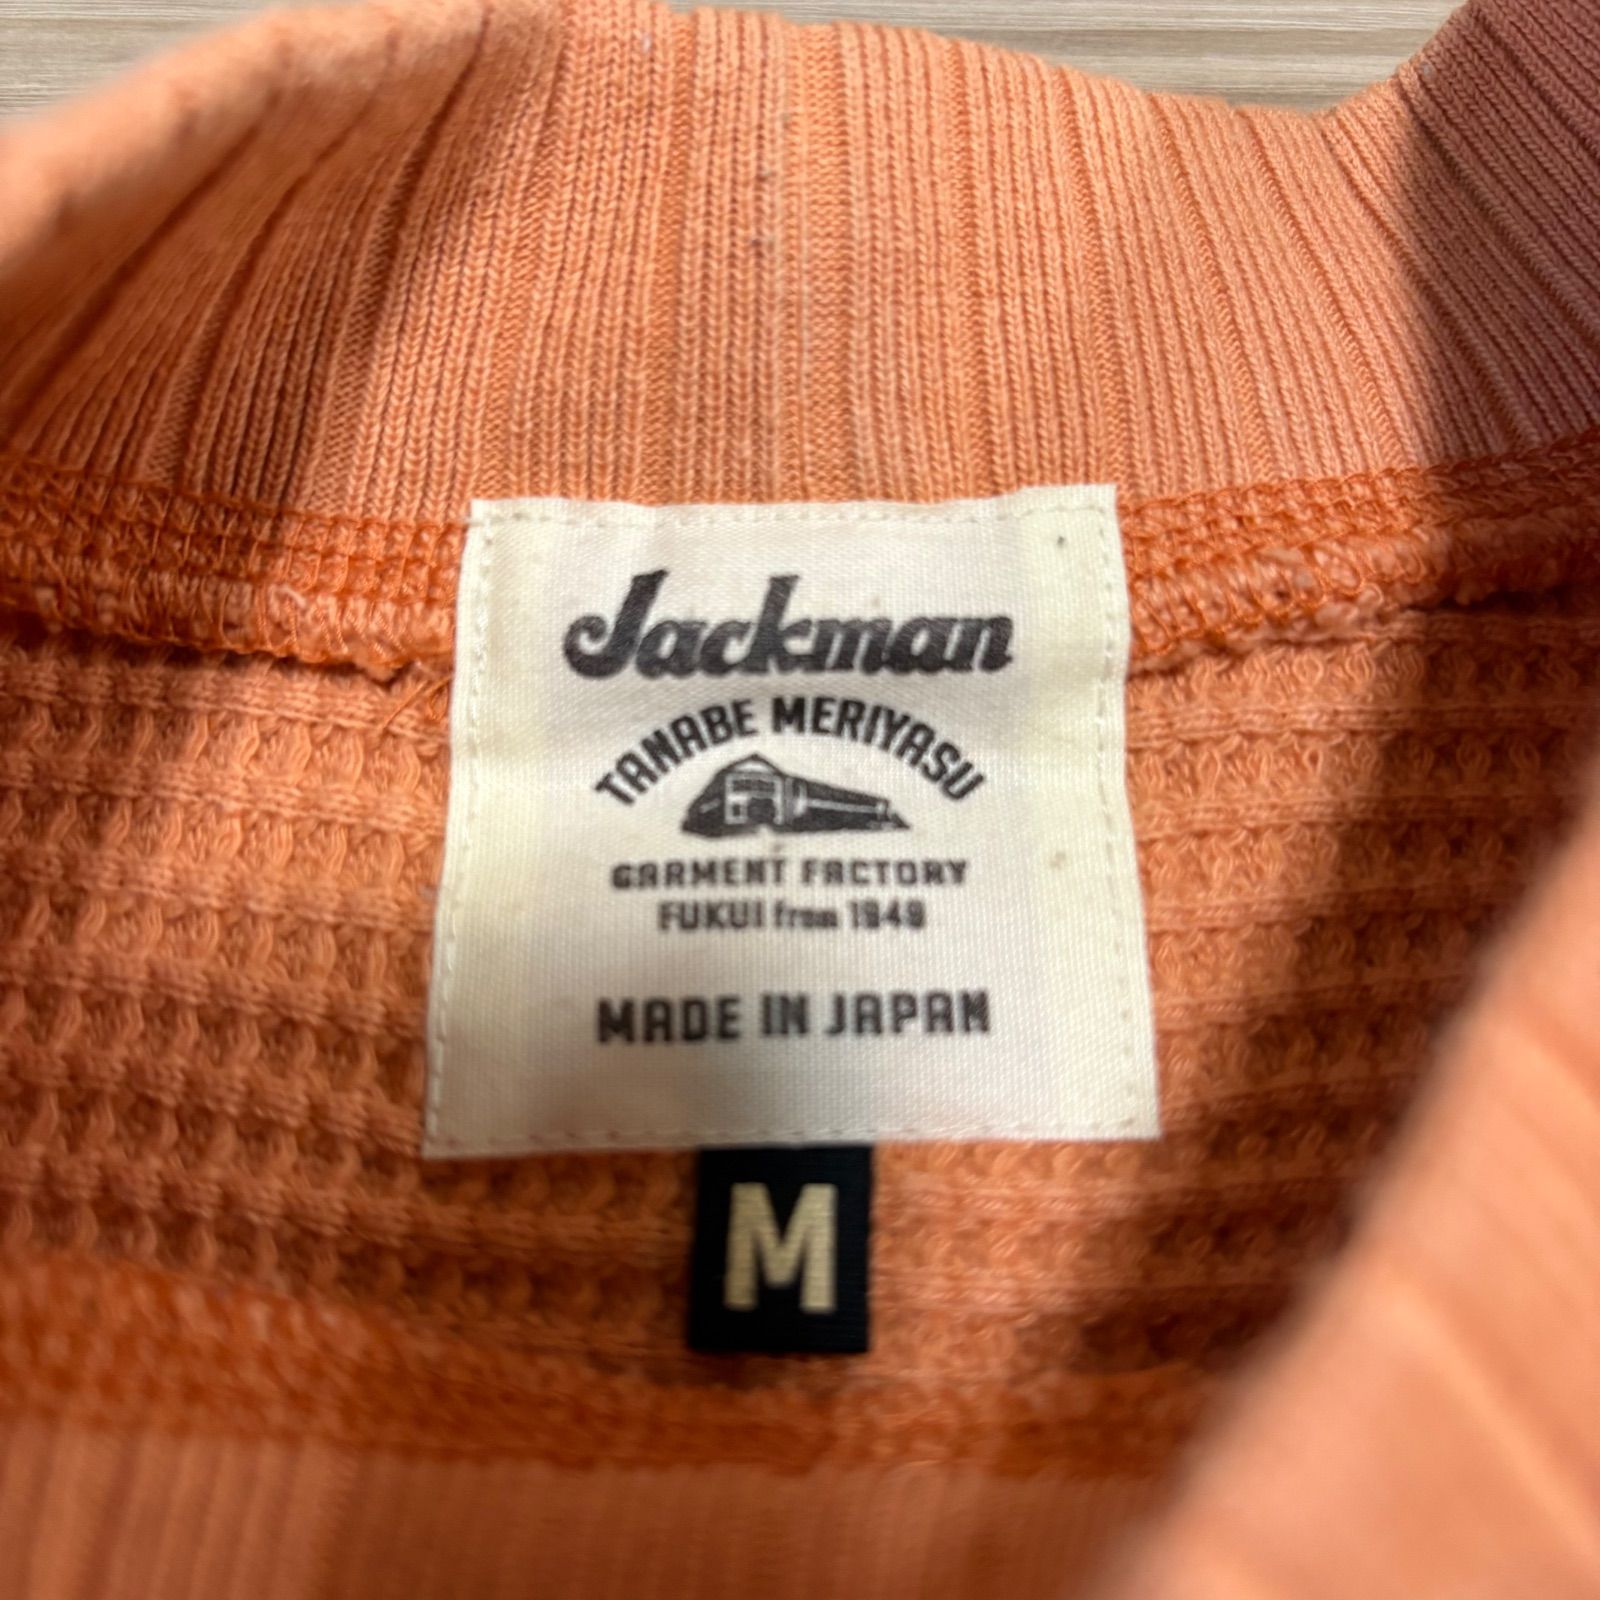 Jackman
TANABE MERIYASU
GARMENT FACTORY
FUKUI from 1949
MADE IN JAPAN
M